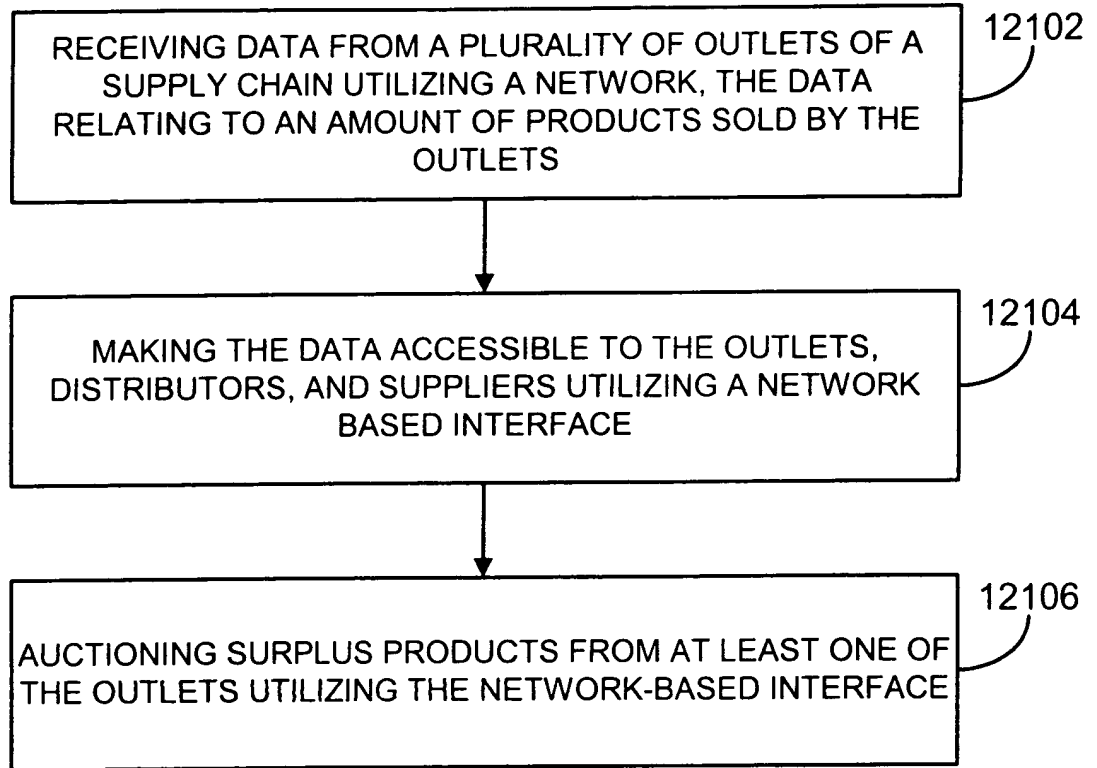 RECEIVING DATA FROM A PLURALITY OF OUTLETS OF A
SUPPLY CHAIN UTILIZING A NETWORK, THE DATA
RELATING TO AN AMOUNT OF PRODUCTS SOLD BY THE
OUTLETS
12102
MAKING THE DATA ACCESSIBLE TO THE OUTLETS,
DISTRIBUTORS, AND SUPPLIERS UTILIZING A NETWORK
BASED INTERFACE
12104
AUCTIONING SURPLUS PRODUCTS FROM AT LEAST ONE OF
THE OUTLETS UTILIZING THE NETWORK-BASED INTERFACE
12106